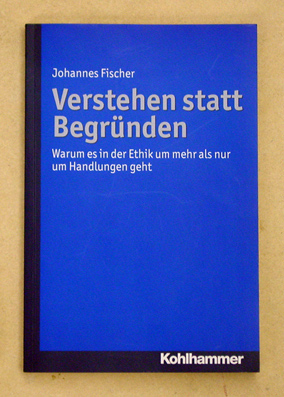 Johannes Fischer
Verstehen statt
Begründen
Warum es in der Ethik um mehr als nur
um Handlungen geht
Kohlhammer